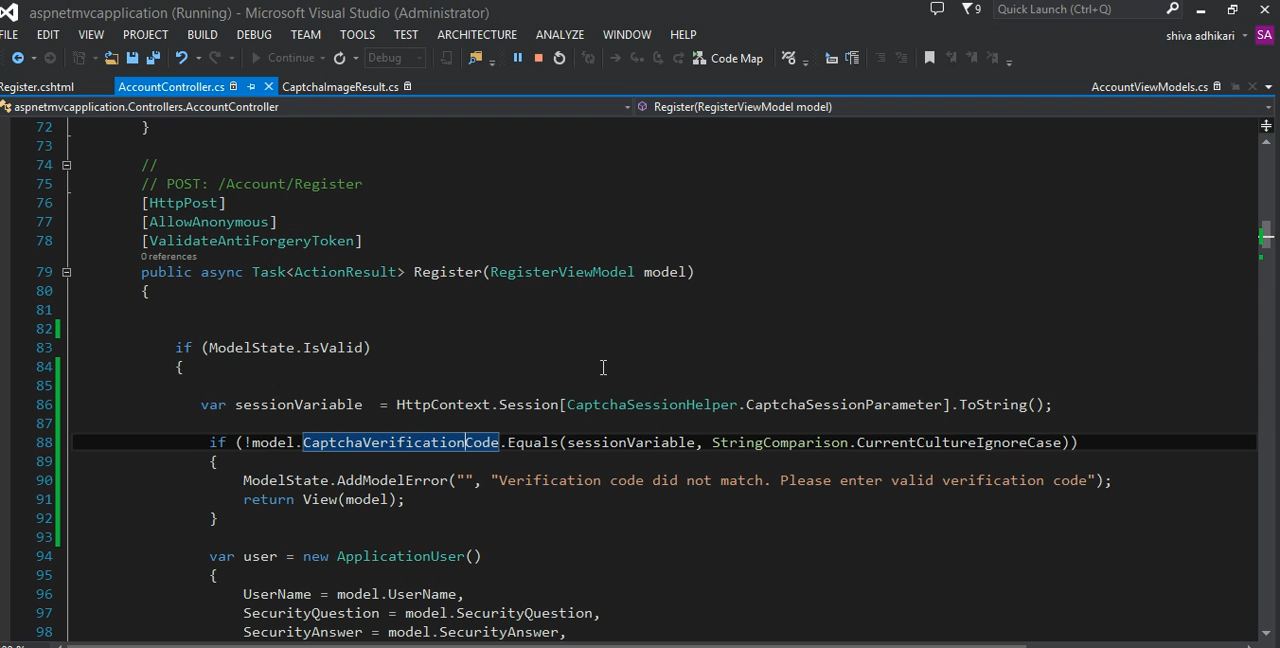 aspnetmvcapplication (Running) - Microsoft Visual Studio (Administrator)
9
Quick Launch (Ctrl+Q)
FILE EDIT VIEW PROJECT BUILD DEBUG TEAM TOOLS TEST ARCHITECTURE ANALYZE WINDOW HELP
shiva adhikari
SA
Continue
Debug
Code Map
Register.cshtml
AccountController.cs
CaptchaImageResult.cs
AccountViewModels.cs
aspnetmvcapplication.Controllers.AccountController
Register(RegisterViewModel model)
72 }
73
74 //
75 // POST: /Account/Register
76 [HttpPost]
77 [AllowAnonymous]
78 [ValidateAntiForgeryToken]
0 references
79 public async Task<ActionResult> Register(RegisterViewModel model)
80 {
81
82
83 if (ModelState.IsValid)
84 {
85
86 var sessionVariable = HttpContext.Session[CaptchaSessionHelper.CaptchaSessionParameter].ToString();
87
88 if (!model.CaptchaVerificationCode.Equals(sessionVariable, StringComparison.CurrentCultureIgnoreCase))
89 {
90 ModelState.AddModelError("", "Verification code did not match. Please enter valid verification code");
91 return View(model);
92 }
93
94 var user = new ApplicationUser()
95 {
96 UserName = model.UserName,
97 SecurityQuestion = model.SecurityQuestion,
98 SecurityAnswer = model.SecurityAnswer,